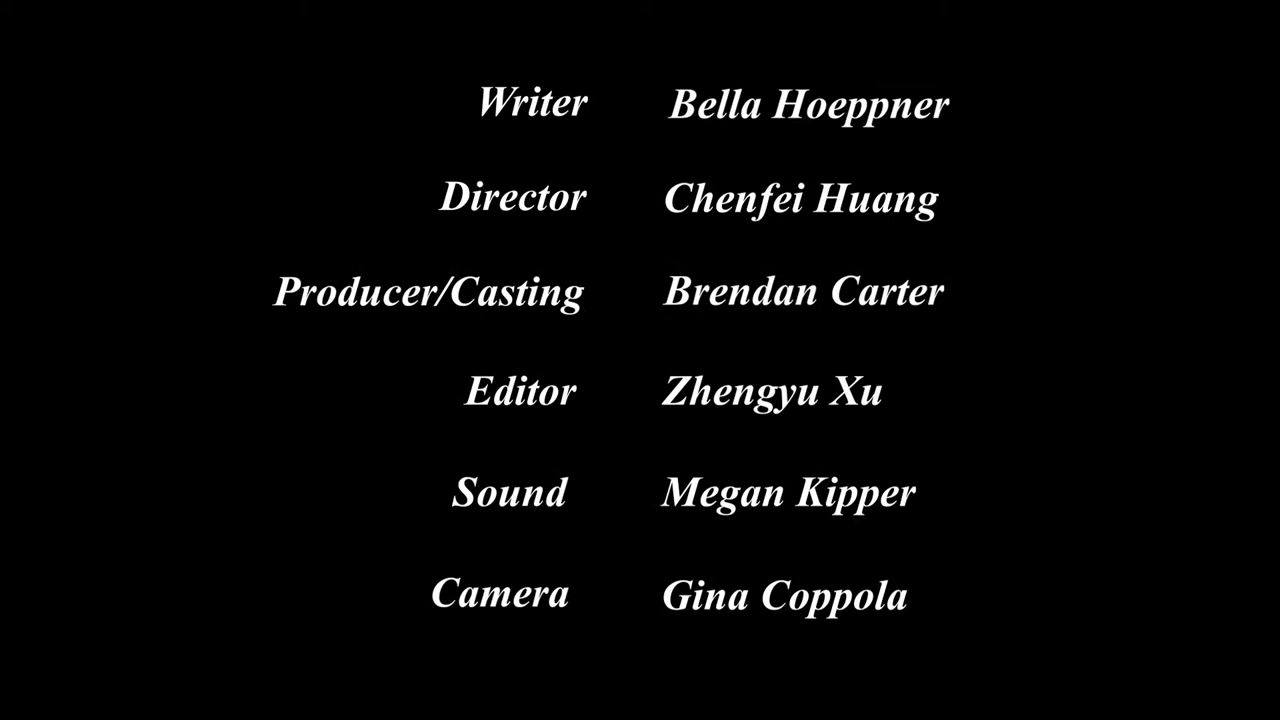 Writer Bella Hoeppner
Director Chenfei Huang
Producer/Casting Brendan Carter
Editor Zhengyu Xu
Sound Megan Kipper
Camera Gina Coppola